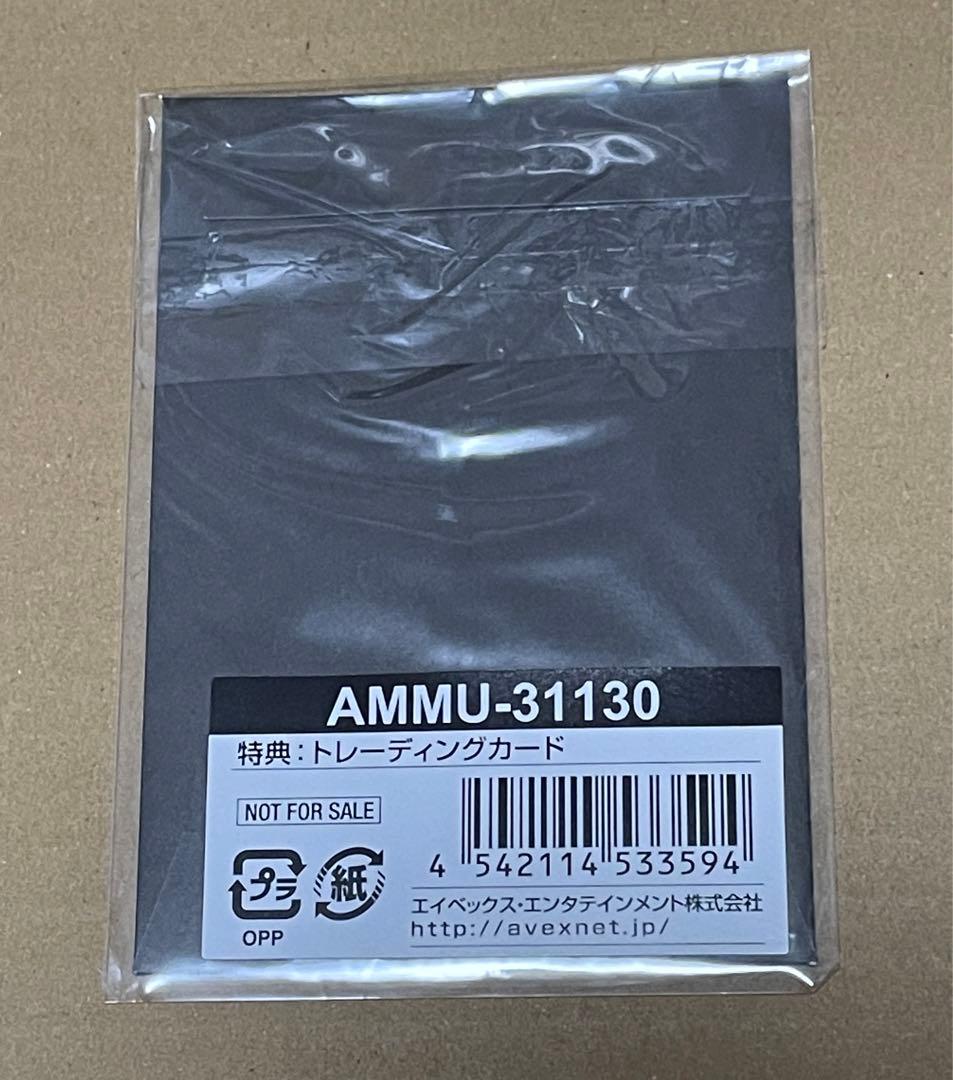 AMMU-31130
特典：トレーディングカード
NOT FOR SALE
4 542114 533594
プラ
紙
OPP
エイベックス・エンタテインメント株式会社
http://avexnet.jp/